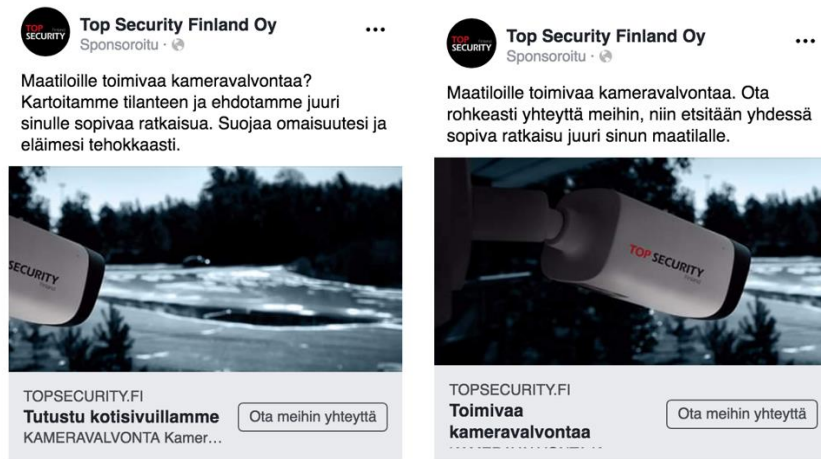 TOP
SECURITY
Top Security Finland Oy
Sponsoroitu ·
Maatiloille toimivaa kameravalvontaa?
Kartoitamme tilanteen ja ehdotamme juuri
sinulle sopivaa ratkaisua. Suojaa omaisuutesi ja
eläimesi tehokkaasti.
SECURITY
Finland
TOPSECURITY.FI
Tutustu kotisivuillamme
Ota meihin yhteyttä
KAMERAVALVONTA Kamer...
TOP
SECURITY
Top Security Finland Oy
Sponsoroitu ·
Maatiloille toimivaa kameravalvontaa. Ota
rohkeasti yhteyttä meihin, niin etsitään yhdessä
sopiva ratkaisu juuri sinun maatilalle.
TOP SECURITY
Finland
TOPSECURITY.FI
Toimivaa
kameravalvontaa
Ota meihin yhteyttä